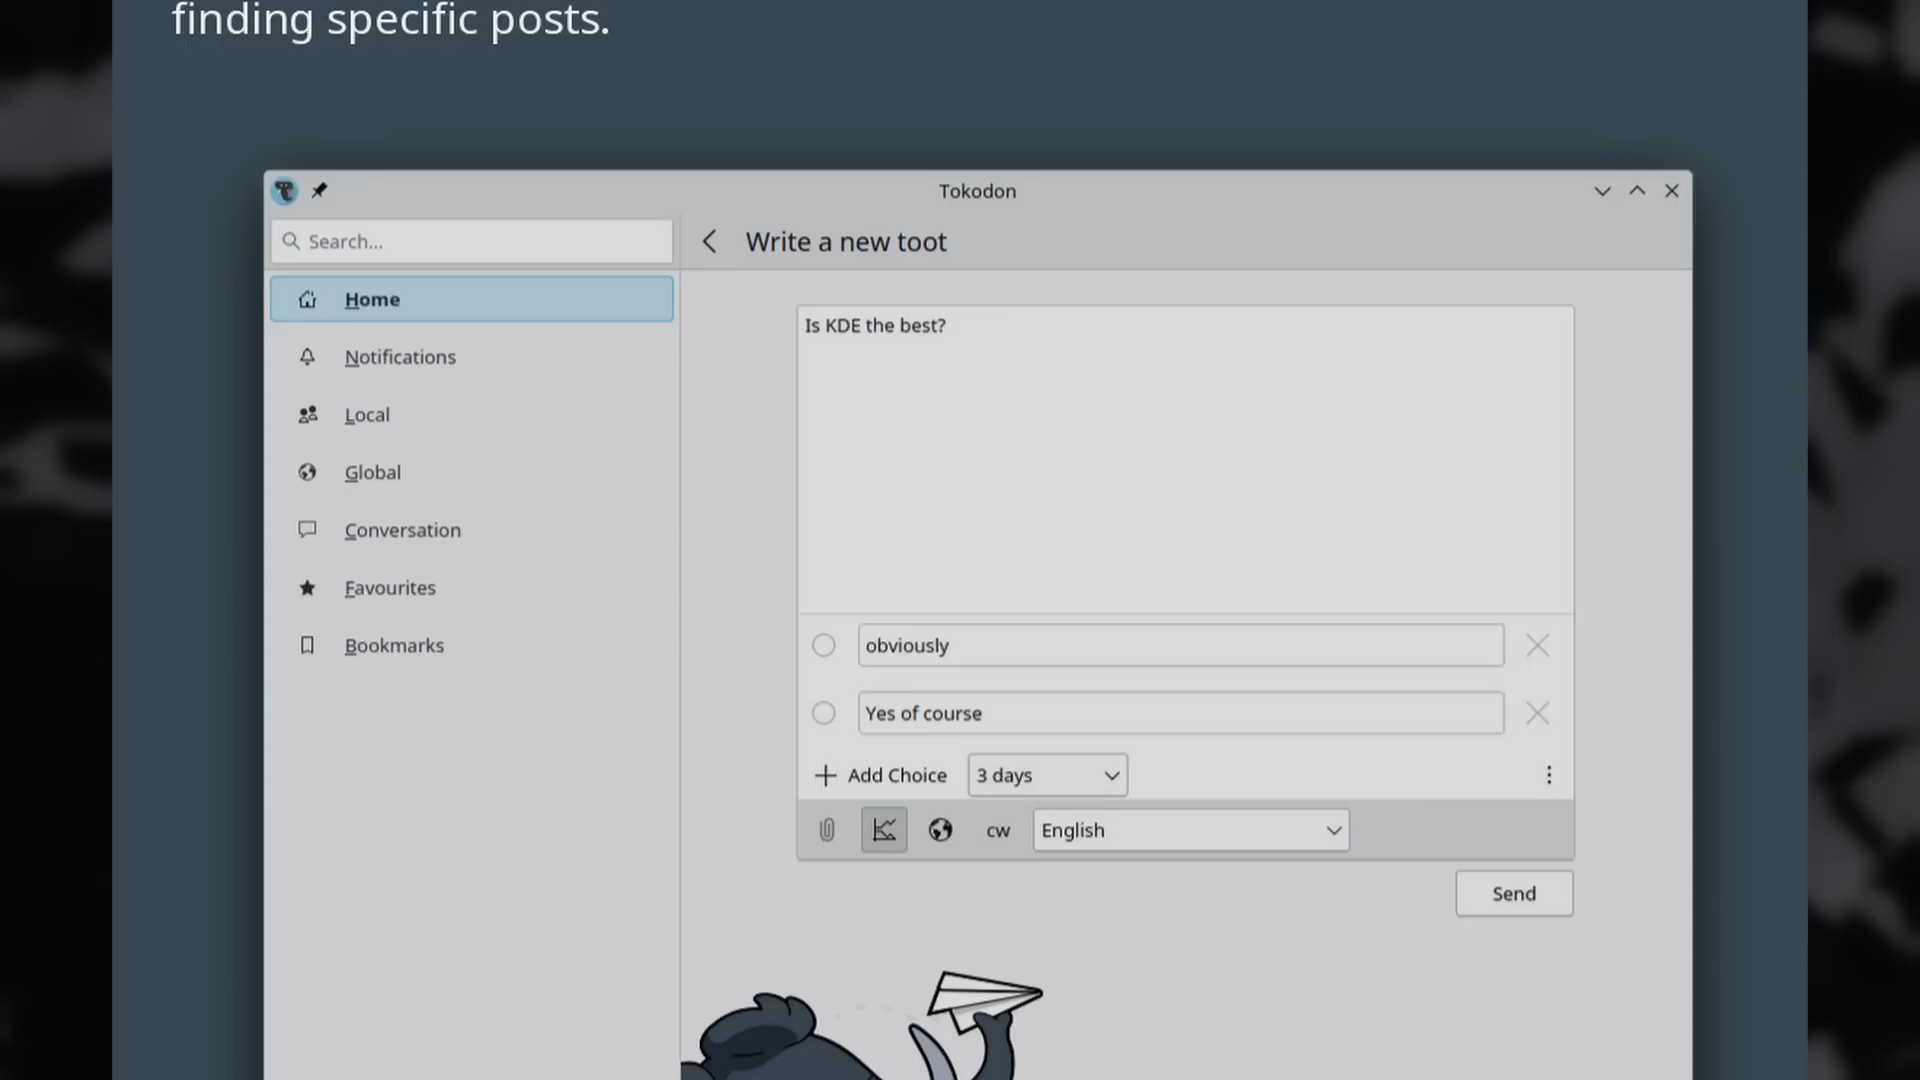 finding specific posts.
Tokodon
Search...
Write a new toot
Home
Notifications
Local
Global
Conversation
Favourites
Bookmarks
Is KDE the best?
obviously
Yes of course
Add Choice
3 days
cw
English
Send